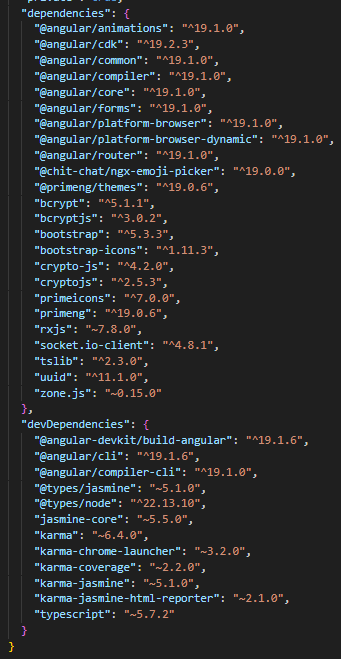 "private": true,
"dependencies": {
"@angular/animations": "^19.1.0",
"@angular/cdk": "^19.2.3",
"@angular/common": "^19.1.0",
"@angular/compiler": "^19.1.0",
"@angular/core": "^19.1.0",
"@angular/forms": "^19.1.0",
"@angular/platform-browser": "^19.1.0",
"@angular/platform-browser-dynamic": "^19.1.0",
"@angular/router": "^19.1.0",
"@chit-chat/ngx-emoji-picker": "^19.0.0",
"@primeng/themes": "^19.0.6",
"bcrypt": "^5.1.1",
"bcryptjs": "^3.0.2",
"bootstrap": "^5.3.3",
"bootstrap-icons": "^1.11.3",
"crypto-js": "^4.2.0",
"cryptojs": "^2.5.3",
"primeicons": "^7.0.0",
"primeng": "^19.0.6",
"rxjs": "~7.8.0",
"socket.io-client": "^4.8.1",
"tslib": "^2.3.0",
"uuid": "^11.1.0",
"zone.js": "~0.15.0"
},
"devDependencies": {
"@angular-devkit/build-angular": "^19.1.6",
"@angular/cli": "^19.1.6",
"@angular/compiler-cli": "^19.1.0",
"@types/jasmine": "~5.1.0",
"@types/node": "^22.13.10",
"jasmine-core": "~5.5.0",
"karma": "~6.4.0",
"karma-chrome-launcher": "~3.2.0",
"karma-coverage": "~2.2.0",
"karma-jasmine": "~5.1.0",
"karma-jasmine-html-reporter": "~2.1.0",
"typescript": "~5.7.2"
}
}